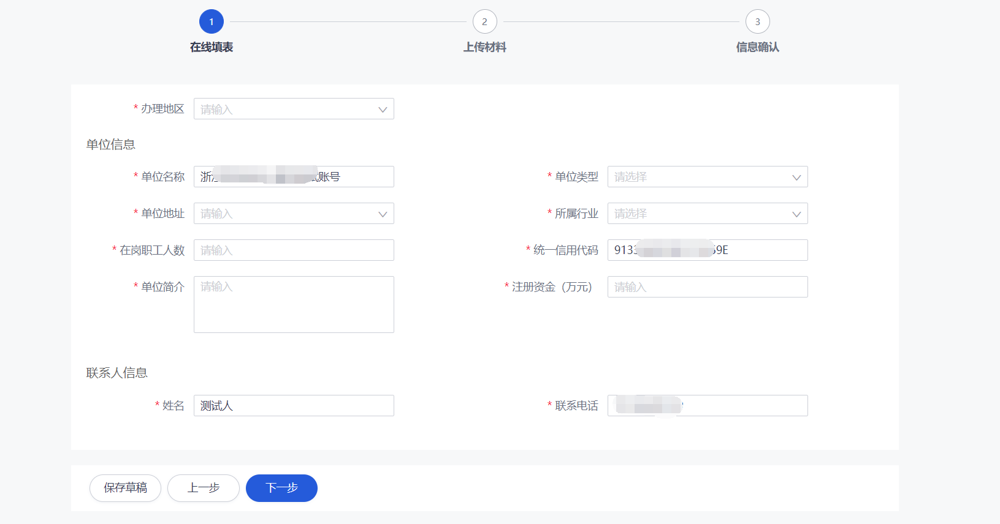 1
2
3
在线填表
上传材料
信息确认
* 办理地区 请输入
单位信息
* 单位名称 浙 账号
* 单位类型 请选择
* 单位地址 请输入
* 所属行业 请选择
* 在岗职工人数 请输入
* 统一信用代码 913 9E
* 单位简介 请输入
* 注册资金（万元） 请输入
联系人信息
* 姓名 测试人
* 联系电话
保存草稿
上一步
下一步